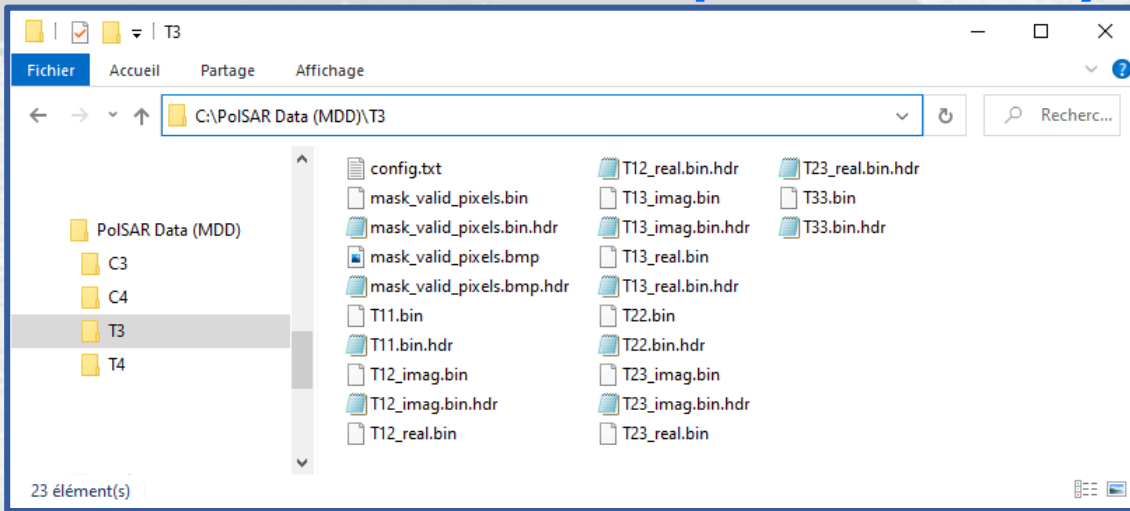 T3
Fichier Accueil Partage Affichage
C:\PolSAR Data (MDD)\T3
Recherc...
PolSAR Data (MDD)
C3
C4
T3
T4
config.txt
mask_valid_pixels.bin
mask_valid_pixels.bin.hdr
mask_valid_pixels.bmp
mask_valid_pixels.bmp.hdr
T11.bin
T11.bin.hdr
T12_imag.bin
T12_imag.bin.hdr
T12_real.bin
T12_real.bin.hdr
T13_imag.bin
T13_imag.bin.hdr
T13_real.bin
T13_real.bin.hdr
T22.bin
T22.bin.hdr
T23_imag.bin
T23_imag.bin.hdr
T23_real.bin
T23_real.bin.hdr
T33.bin
T33.bin.hdr
23 élément(s)